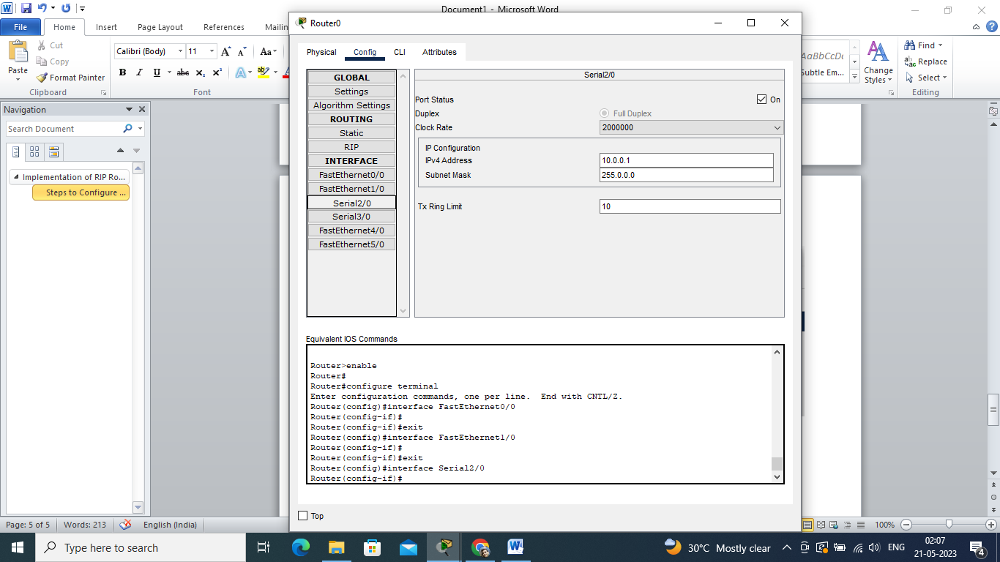 Document1 - Microsoft Word
File
Home
Insert
Page Layout
References
Mailin
Paste
Cut
Copy
Format Painter
Clipboard
Calibri (Body)
11
Aa
B I U abc x₂ x²
A
ab
Font
AaBbCcDc
Subtle Em...
Change
Styles
Find
Replace
Select
Editing
Navigation
Search Document
Implementation of RIP Ro...
Steps to Configure ...
Router0
Physical
Config
CLI
Attributes
GLOBAL
Settings
Algorithm Settings
ROUTING
Static
RIP
INTERFACE
FastEthernet0/0
FastEthernet1/0
Serial2/0
Serial3/0
FastEthernet4/0
FastEthernet5/0
Serial2/0
Port Status
On
Duplex
Full Duplex
Clock Rate
2000000
IP Configuration
IPv4 Address
10.0.0.1
Subnet Mask
255.0.0.0
Tx Ring Limit
10
Equivalent IOS Commands
Router>enable
Router#
Router#configure terminal
Enter configuration commands, one per line.  End with CNTL/Z.
Router(config)#interface FastEthernet0/0
Router(config-if)#
Router(config-if)#exit
Router(config)#interface FastEthernet1/0
Router(config-if)#
Router(config-if)#exit
Router(config)#interface Serial2/0
Router(config-if)#
Top
Page: 5 of 5
Words: 213
English (India)
100%
Type here to search
30°C Mostly clear
ENG
02:07
21-05-2023
4